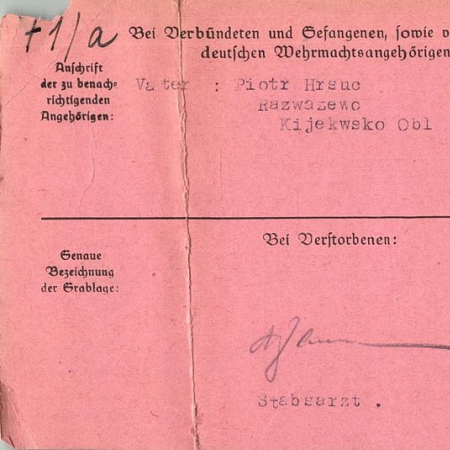 +1/a
Bei Verbündeten und Gefangenen, sowie
deutschen Wehrmachtsangehörigen
Anschrift
der zu benach-
richtigenden
Angehörigen:
Vater : Piotr Hrsuc
Razwazewo
Kijekwsko Obl
Bei Verstorbenen:
Genaue
Bezeichnung
der Grablage:
Stabsarzt .